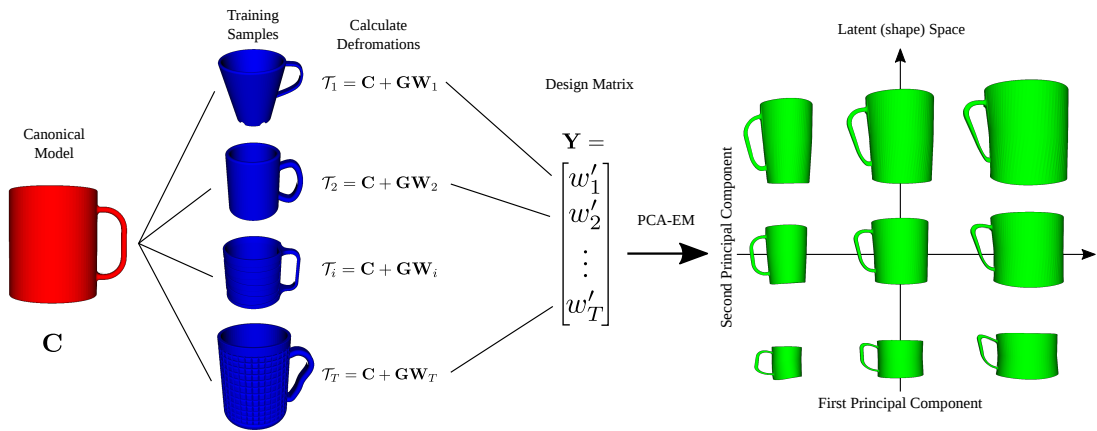 Canonical
Model
C
Training
Samples
Calculate
Defromations
𝒯₁ = C + GW₁
𝒯₂ = C + GW₂
𝒯ᵢ = C + GWᵢ
𝒯_T = C + GW_T
Design Matrix
Y =
w′₁
w′₂
⋮
w′_T
PCA-EM
Latent (shape) Space
Second Principal Component
First Principal Component